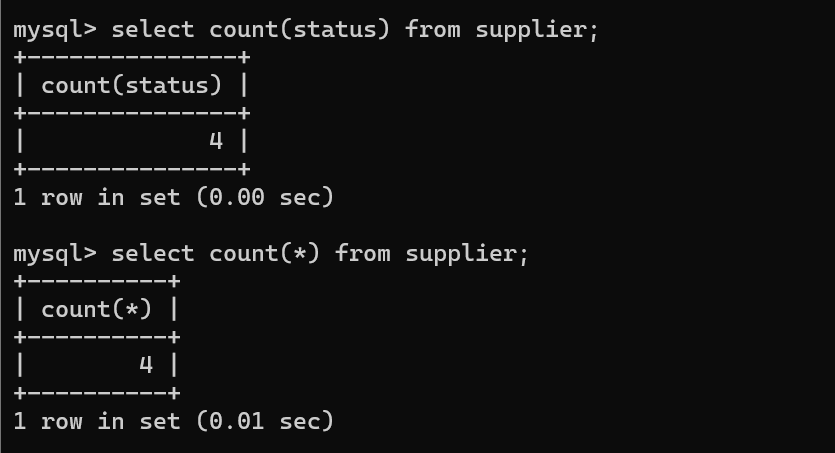 mysql> select count(status) from supplier;
+---------------+
| count(status) |
+---------------+
|             4 |
+---------------+
1 row in set (0.00 sec)

mysql> select count(*) from supplier;
+----------+
| count(*) |
+----------+
|        4 |
+----------+
1 row in set (0.01 sec)